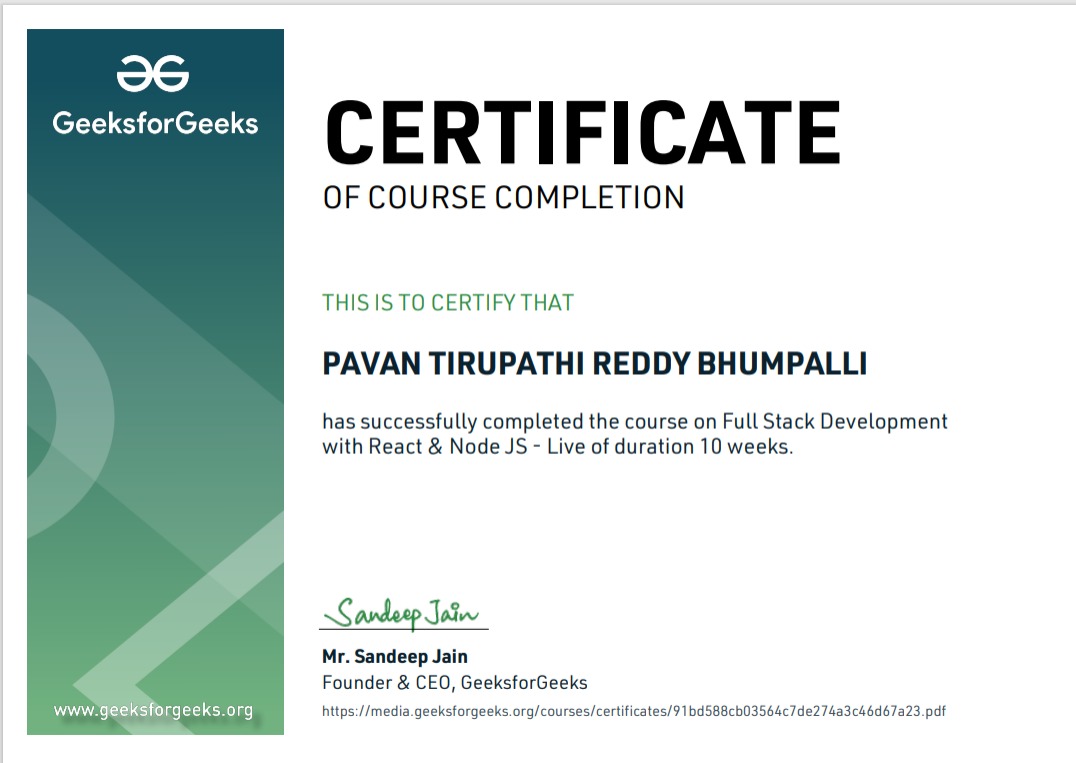 GeeksforGeeks
CERTIFICATE
OF COURSE COMPLETION
THIS IS TO CERTIFY THAT
PAVAN TIRUPATHI REDDY BHUMPALLI
has successfully completed the course on Full Stack Development
with React & Node JS - Live of duration 10 weeks.
Sandeep Jain
Mr. Sandeep Jain
Founder & CEO, GeeksforGeeks
https://media.geeksforgeeks.org/courses/certificates/91bd588cb03564c7de274a3c46d67a23.pdf
www.geeksforgeeks.org